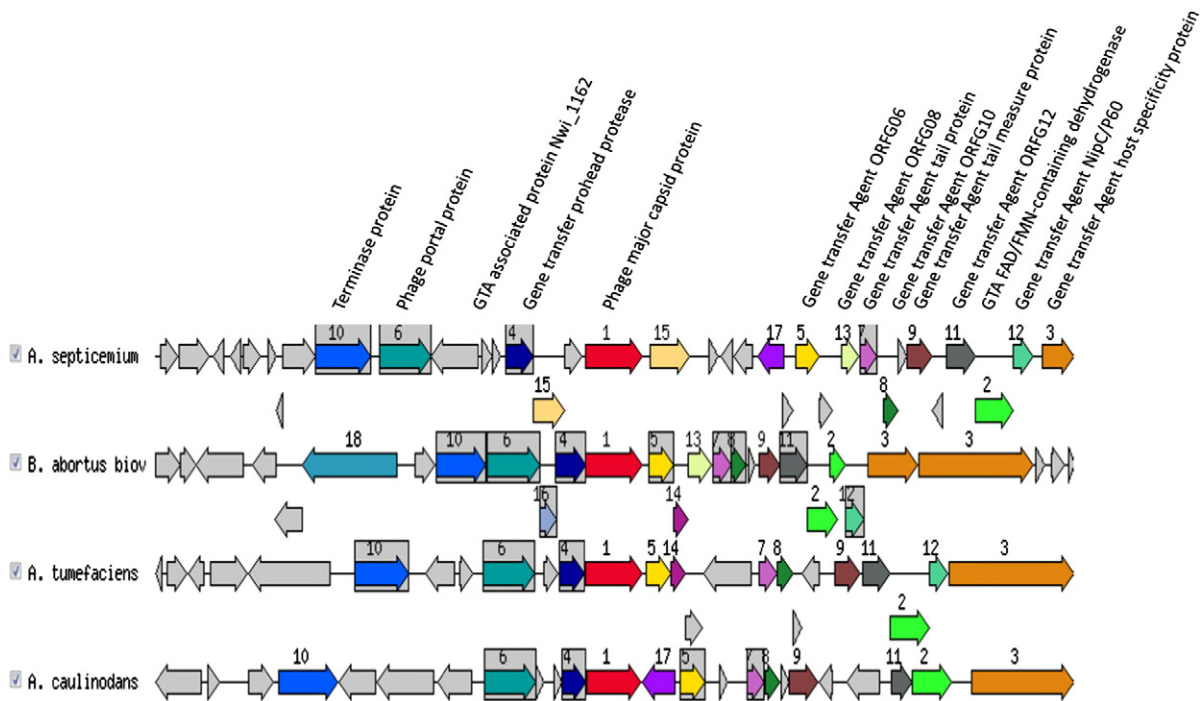 Terminase protein
Phage portal protein
GTA associated protein Nwi_1162
Gene transfer prohead protease
Phage major capsid protein
Gene transfer Agent ORFG06
Gene transfer Agent ORFG08
Gene transfer Agent tail protein
Gene transfer Agent ORFG10
Gene transfer Agent tail measure protein
Gene transfer Agent ORFG12
GTA FAD/FMN-containing dehydrogenase
Gene transfer Agent NipC/P60
Gene transfer Agent host specificity protein
A. septicemium 10 6 4 1 15 17 5 13 7 9 11 12 3
15 8 2
B. abortus biov 18 10 6 4 1 5 13 7 8 9 11 2 3 3
16 14 2 12
A. tumefaciens 10 6 4 1 5 14 7 8 9 11 12 3
2
A. caulinodans 10 6 4 1 17 5 7 8 9 11 2 3